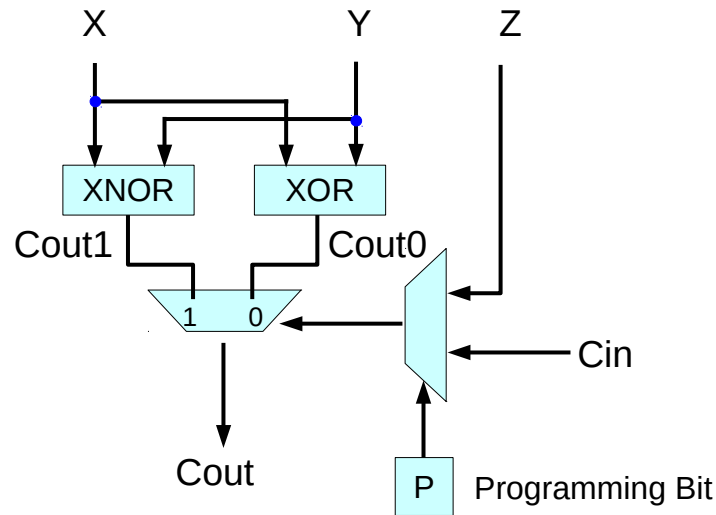 X Y Z
XNOR XOR
Cout1 Cout0
1 0
Cin
Cout
P Programming Bit